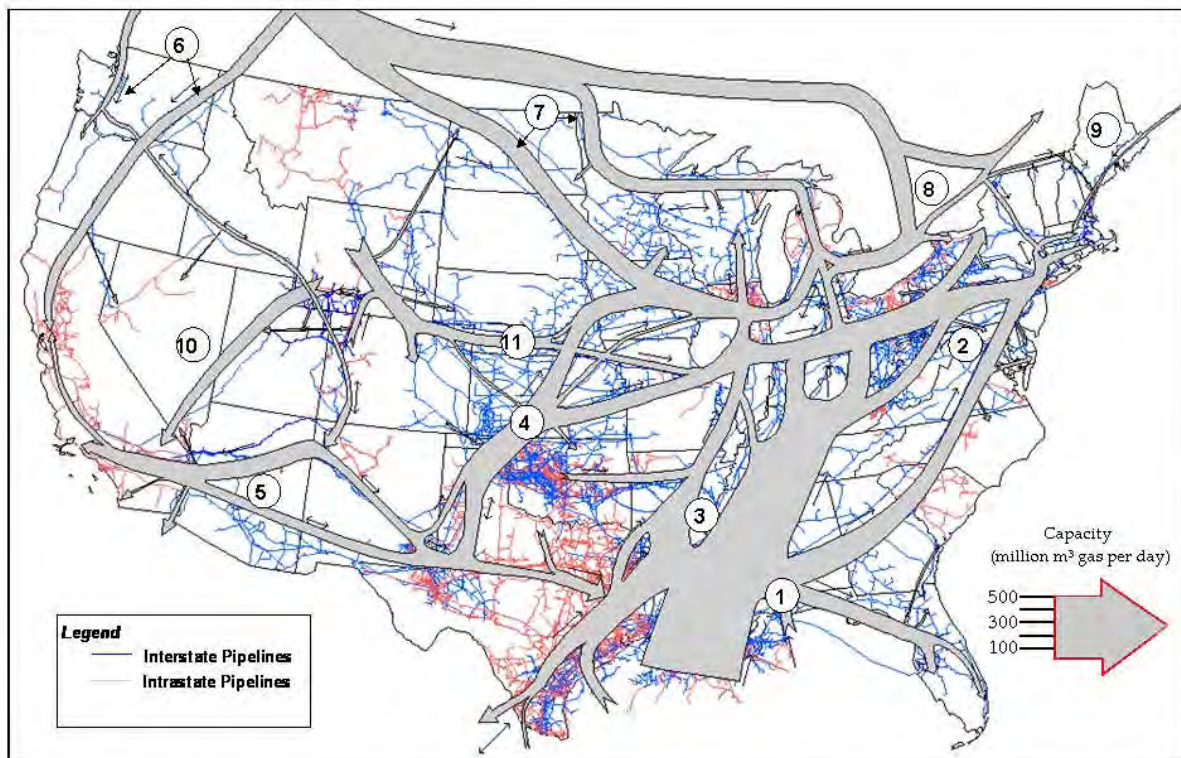 6
7
9
8
10
11
2
4
5
3
1
Capacity
(million m³ gas per day)
500
300
100
Legend
Interstate Pipelines
Intrastate Pipelines